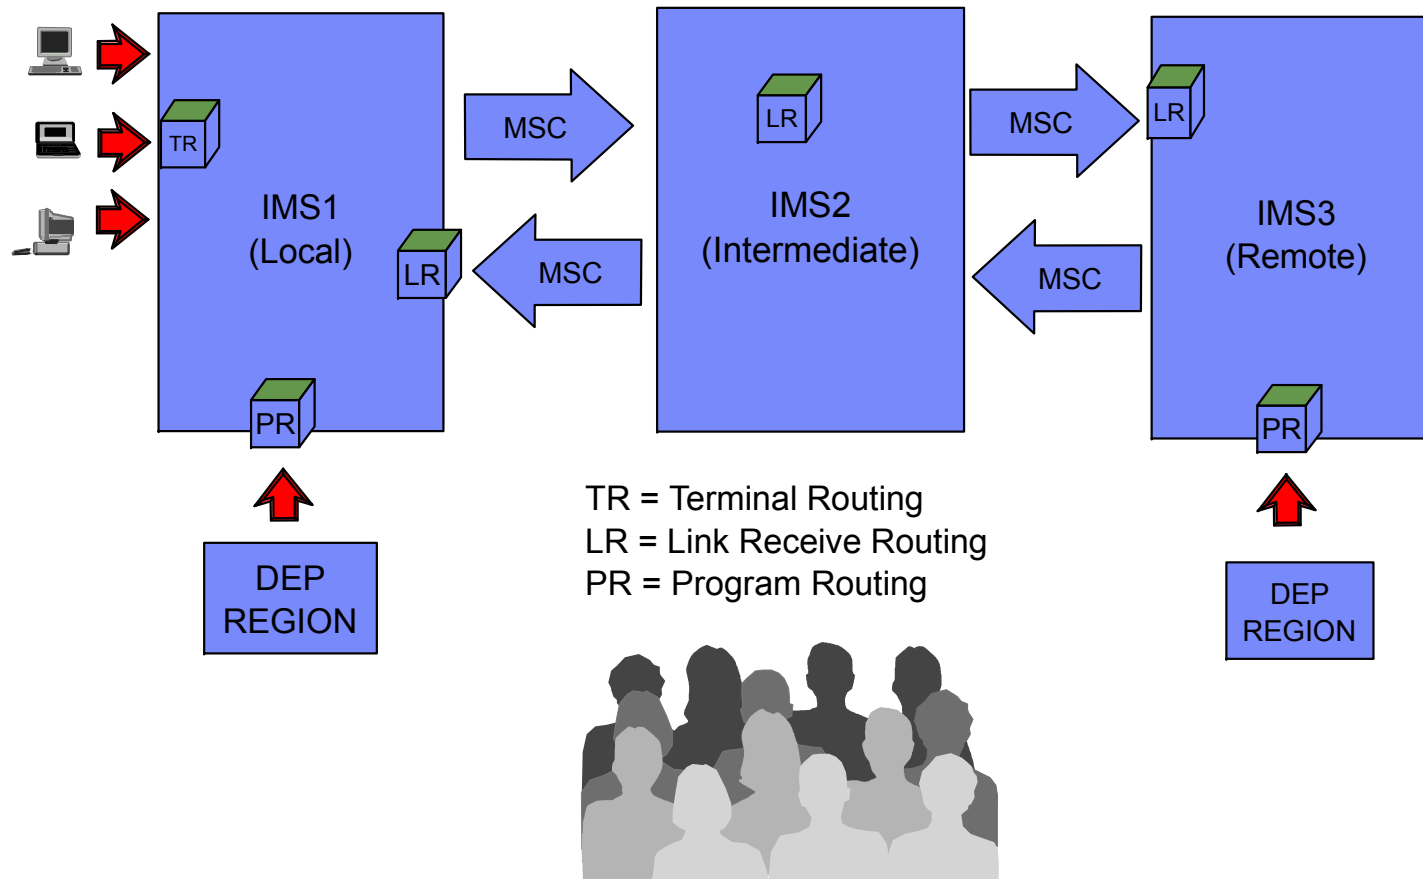 TR
IMS1
(Local)
LR
PR
MSC
MSC
LR
IMS2
(Intermediate)
MSC
MSC
LR
IMS3
(Remote)
PR
TR = Terminal Routing
LR = Link Receive Routing
PR = Program Routing
DEP
REGION
DEP
REGION